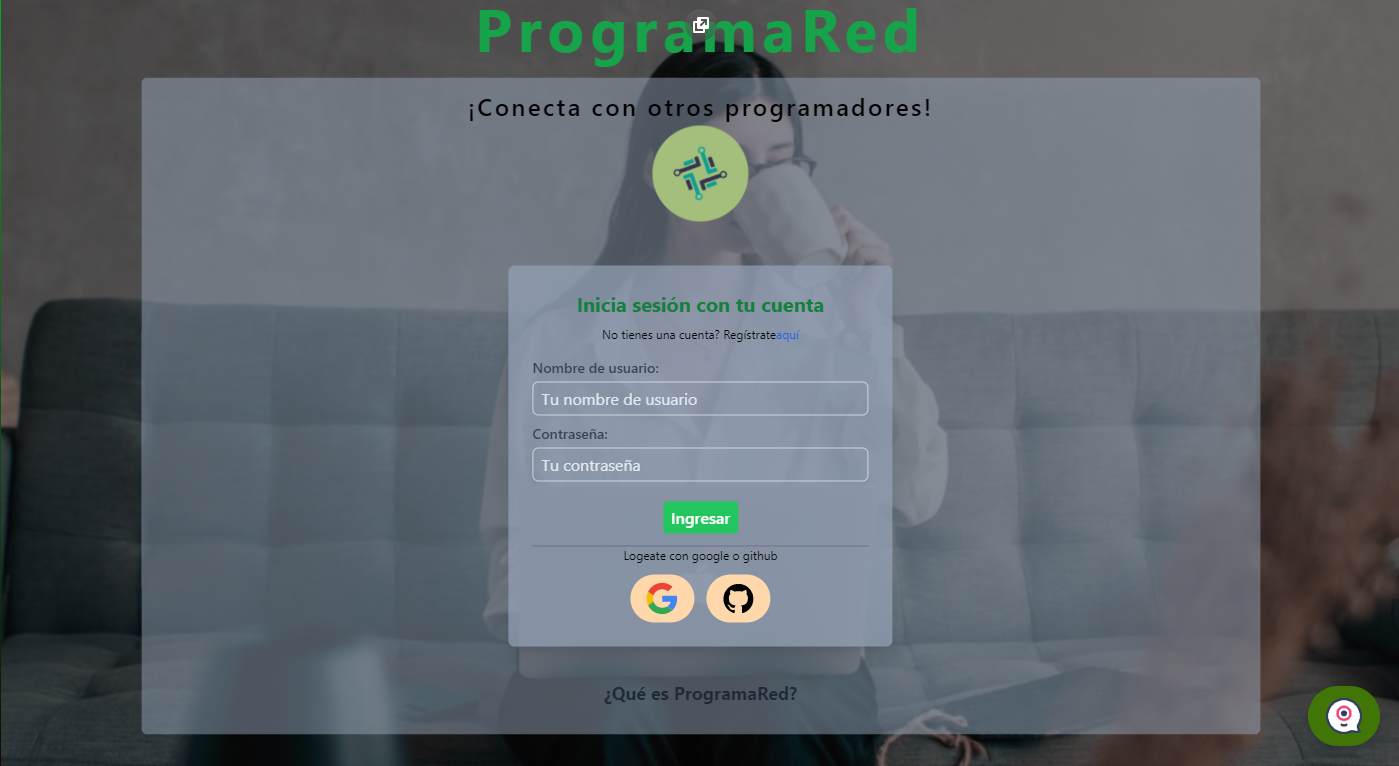 ProgramaRed
¡Conecta con otros programadores!
Inicia sesión con tu cuenta
No tienes una cuenta? Regístrateaquí
Nombre de usuario:
Tu nombre de usuario
Contraseña:
Tu contraseña
Ingresar
Logeate con google o github
¿Qué es ProgramaRed?